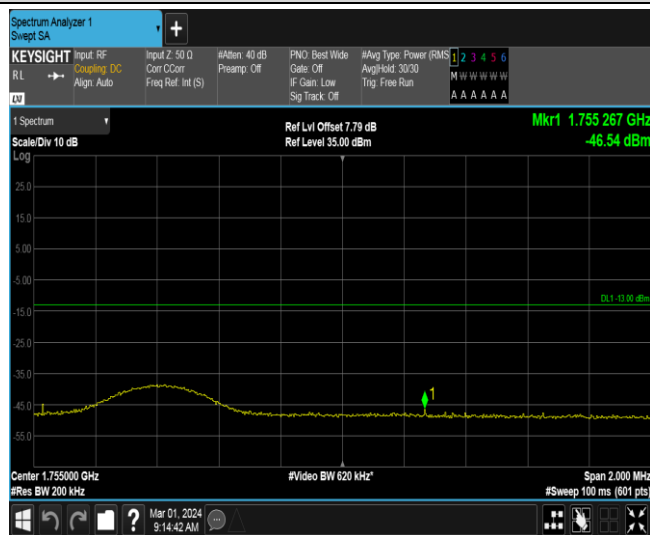 Spectrum Analyzer 1
Swept SA
+
KEYSIGHT
RL
LXI
Input: RF
Coupling: DC
Align: Auto
Input Z: 50 Ω
Corr CCorr
Freq Ref: Int (S)
#Atten: 40 dB
Preamp: Off
PNO: Best Wide
Gate: Off
IF Gain: Low
Sig Track: Off
#Avg Type: Power (RMS
Avg|Hold: 30/30
Trig: Free Run
1 2 3 4 5 6
M W W W W W
A A A A A A
1 Spectrum
Scale/Div 10 dB
Ref Lvl Offset 7.79 dB
Ref Level 35.00 dBm
Mkr1 1.755 267 GHz
-46.54 dBm
Log
25.0
15.0
5.00
-5.00
DL1 -13.00 dBm
-15.0
-25.0
-35.0
1
-45.0
-55.0
Center 1.755000 GHz
#Video BW 620 kHz*
Span 2.000 MHz
#Res BW 200 kHz
#Sweep 100 ms (601 pts)
?
Mar 01, 2024
9:14:42 AM